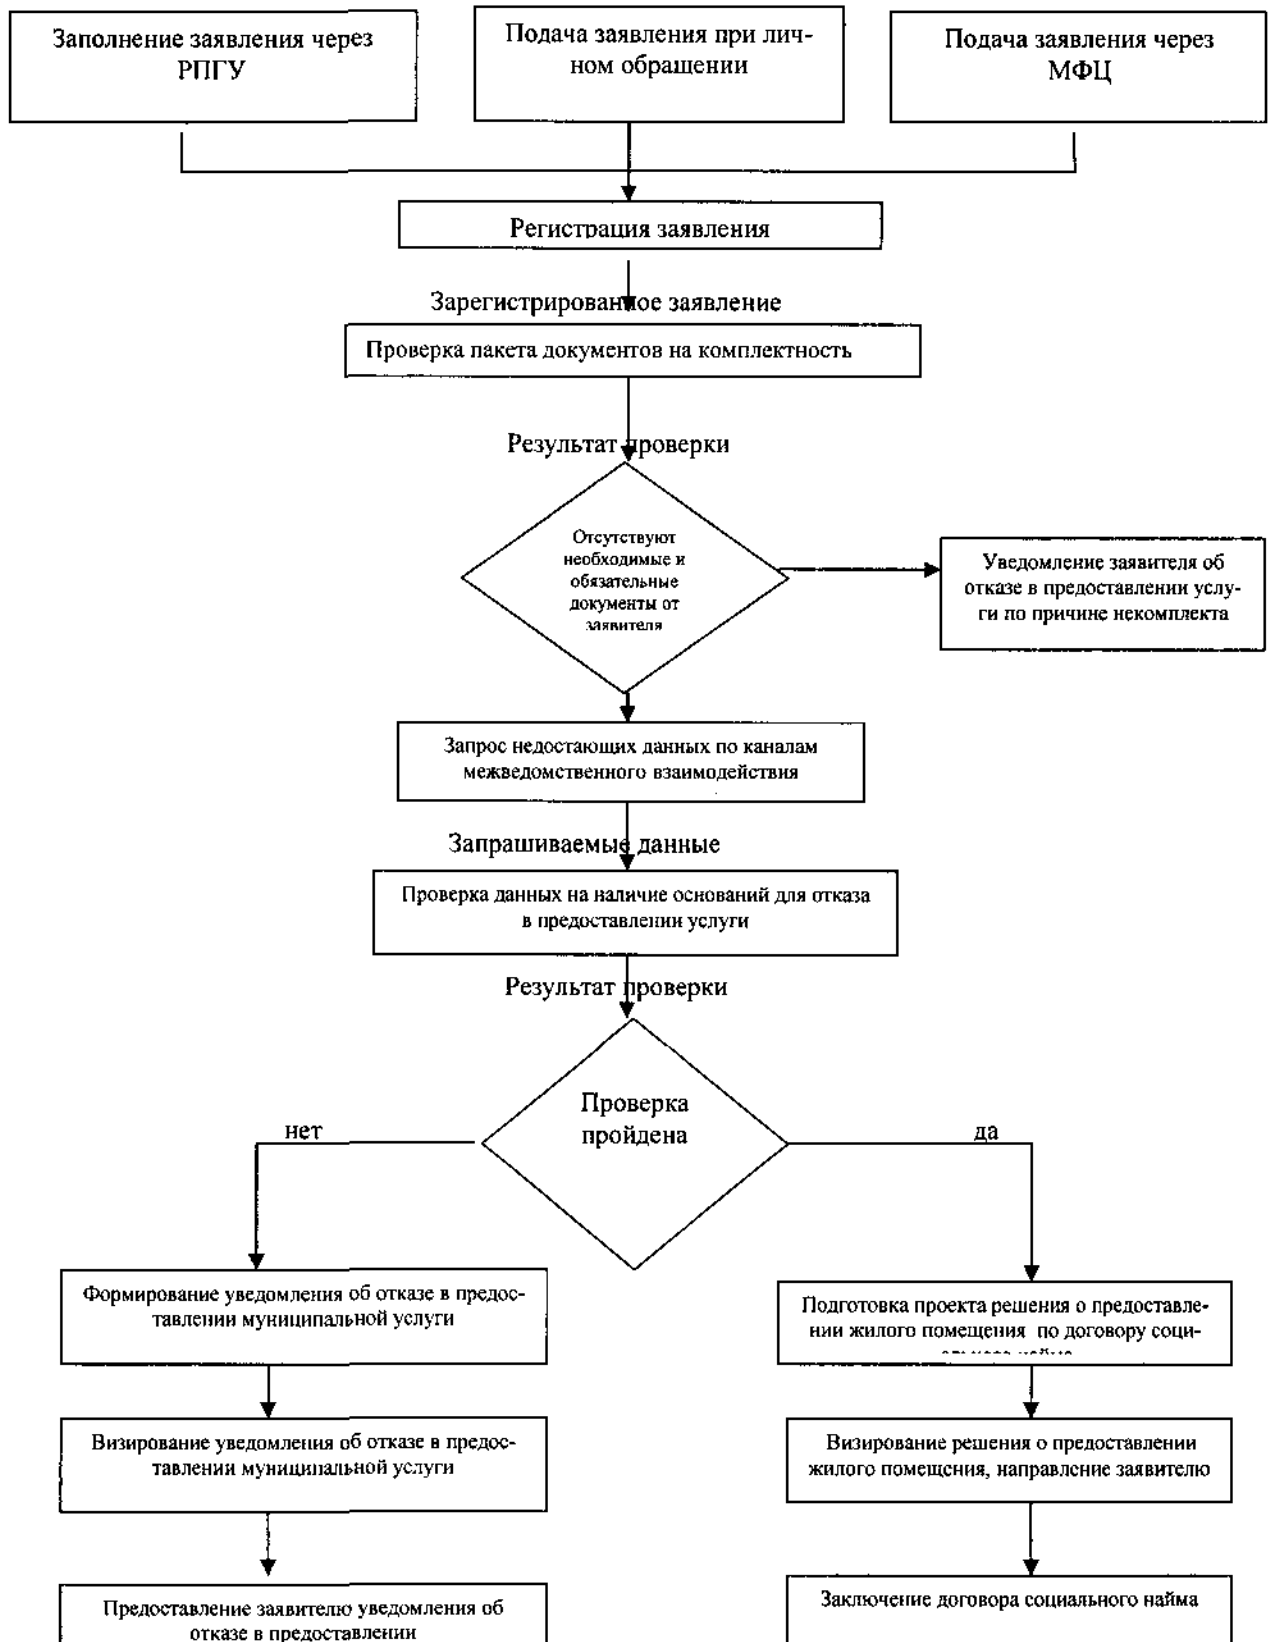 Заполнение заявления через
РПГУ
Подача заявления при лич-
ном обращении
Подача заявления через
МФЦ
Регистрация заявления
Зарегистрированное заявление
Проверка пакета документов на комплектность
Результат проверки
Отсутствуют
необходимые и
обязательные
документы от
заявителя
Уведомление заявителя об
отказе в предоставлении услу-
ги по причине некомплекта
Запрос недостающих данных по каналам
межведомственного взаимодействия
Запрашиваемые данные
Проверка данных на наличие оснований для отказа
в предоставлении услуги
Результат проверки
Проверка
пройдена
нет
да
Формирование уведомления об отказе в предос-
тавлении муниципальной услуги
Подготовка проекта решения о предоставле-
нии жилого помещения по договору соци-
Визирование уведомления об отказе в предос-
тавлении муниципальной услуги
Визирование решения о предоставлении
жилого помещения, направление заявителю
Предоставление заявителю уведомления об
отказе в предоставлении
Заключение договора социального найма